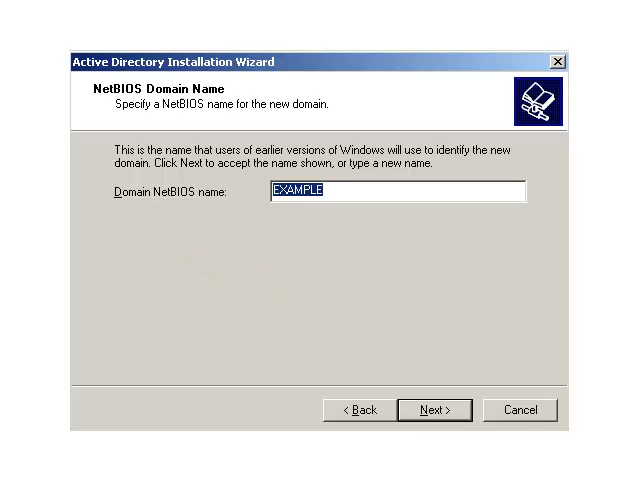 Active Directory Installation Wizard
NetBIOS Domain Name
Specify a NetBIOS name for the new domain.
This is the name that users of earlier versions of Windows will use to identify the new
domain. Click Next to accept the name shown, or type a new name.
Domain NetBIOS name: EXAMPLE
< Back Next > Cancel